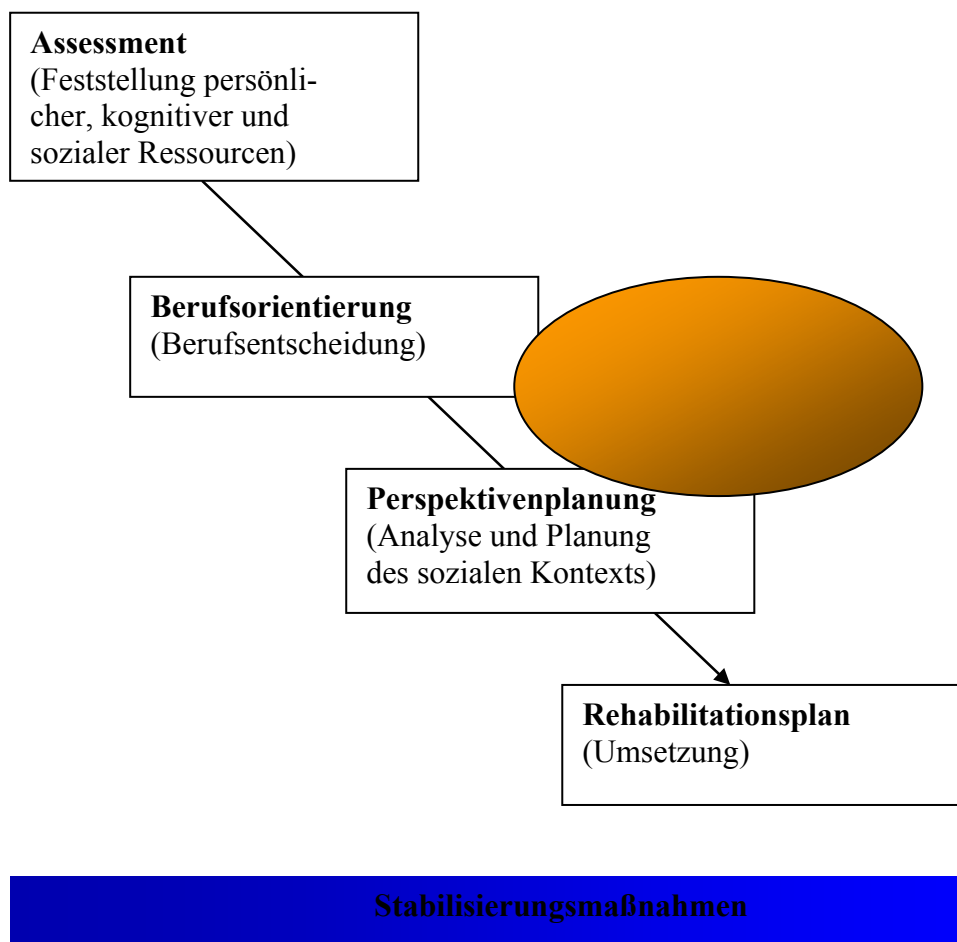 Assessment
(Feststellung persönli-
cher, kognitiver und
sozialer Ressourcen)
Berufsorientierung
(Berufsentscheidung)
Perspektivenplanung
(Analyse und Planung
des sozialen Kontexts)
Rehabilitationsplan
(Umsetzung)
Stabilisierungsmaßnahmen